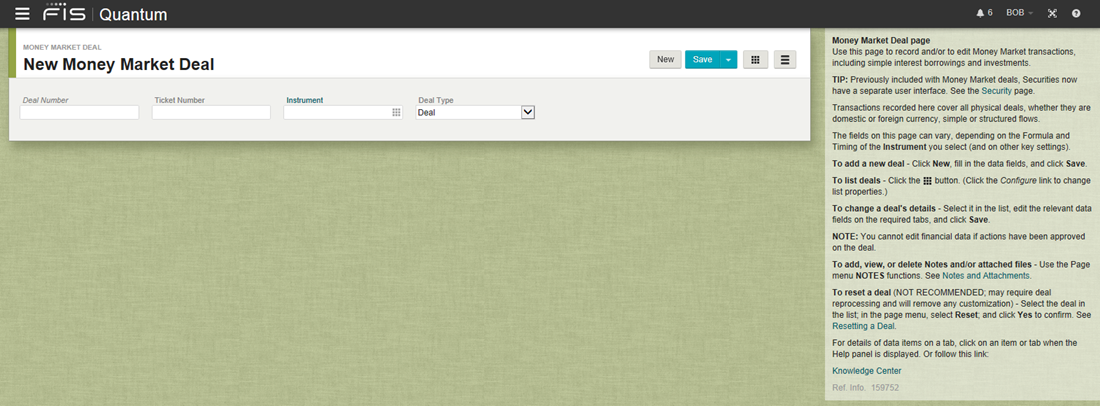 FIS Quantum
6 BOB
MONEY MARKET DEAL
New Money Market Deal
New Save
Deal Number Ticket Number Instrument Deal Type
Deal
Money Market Deal page
Use this page to record and/or to edit Money Market transactions,
including simple interest borrowings and investments.
TIP: Previously included with Money Market deals, Securities now
have a separate user interface. See the Security page.
Transactions recorded here cover all physical deals, whether they are
domestic or foreign currency, simple or structured flows.
The fields on this page can vary, depending on the Formula and
Timing of the Instrument you select (and on other key settings).
To add a new deal - Click New, fill in the data fields, and click Save.
To list deals - Click the button. (Click the Configure link to change
list properties.)
To change a deal's details - Select it in the list, edit the relevant data
fields on the required tabs, and click Save.
NOTE: You cannot edit financial data if actions have been approved
on the deal.
To add, view, or delete Notes and/or attached files - Use the Page
menu NOTES functions. See Notes and Attachments.
To reset a deal (NOT RECOMMENDED; may require deal
reprocessing and will remove any customization) - Select the deal in
the list; in the page menu, select Reset; and click Yes to confirm. See
Resetting a Deal.
For details of data items on a tab, click on an item or tab when the
Help panel is displayed. Or follow this link:
Knowledge Center
Ref. Info. 159752